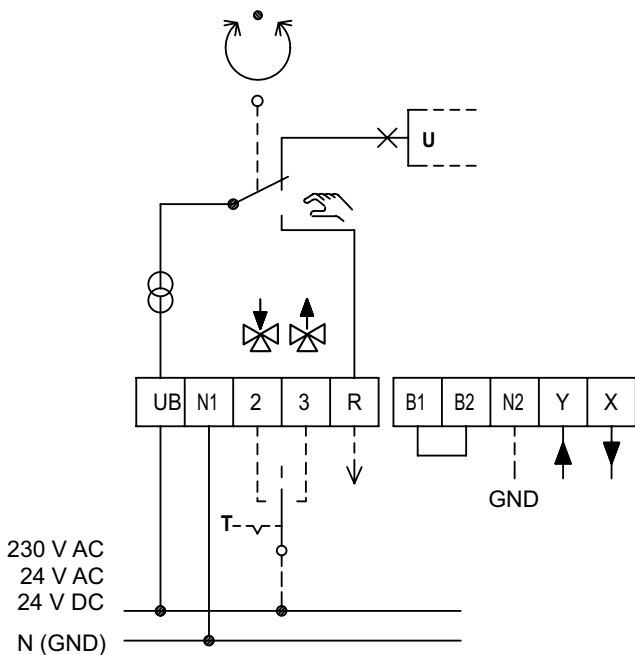 U
UB N1 2 3 R B1 B2 N2 Y X
GND
T
230 V AC
24 V AC
24 V DC
N (GND)